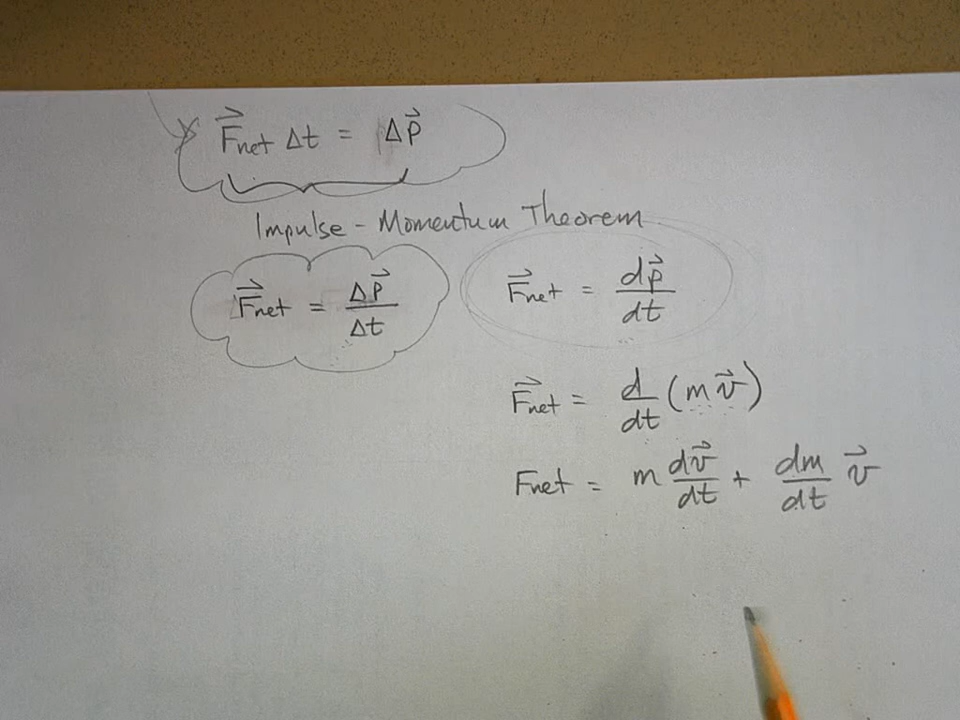 F⃗net Δt = Δp⃗
Impulse - Momentum Theorem
F⃗net = Δp⃗/Δt
F⃗net = dp⃗/dt
F⃗net = d/dt (m v⃗)
Fnet = m dv⃗/dt + dm/dt v⃗